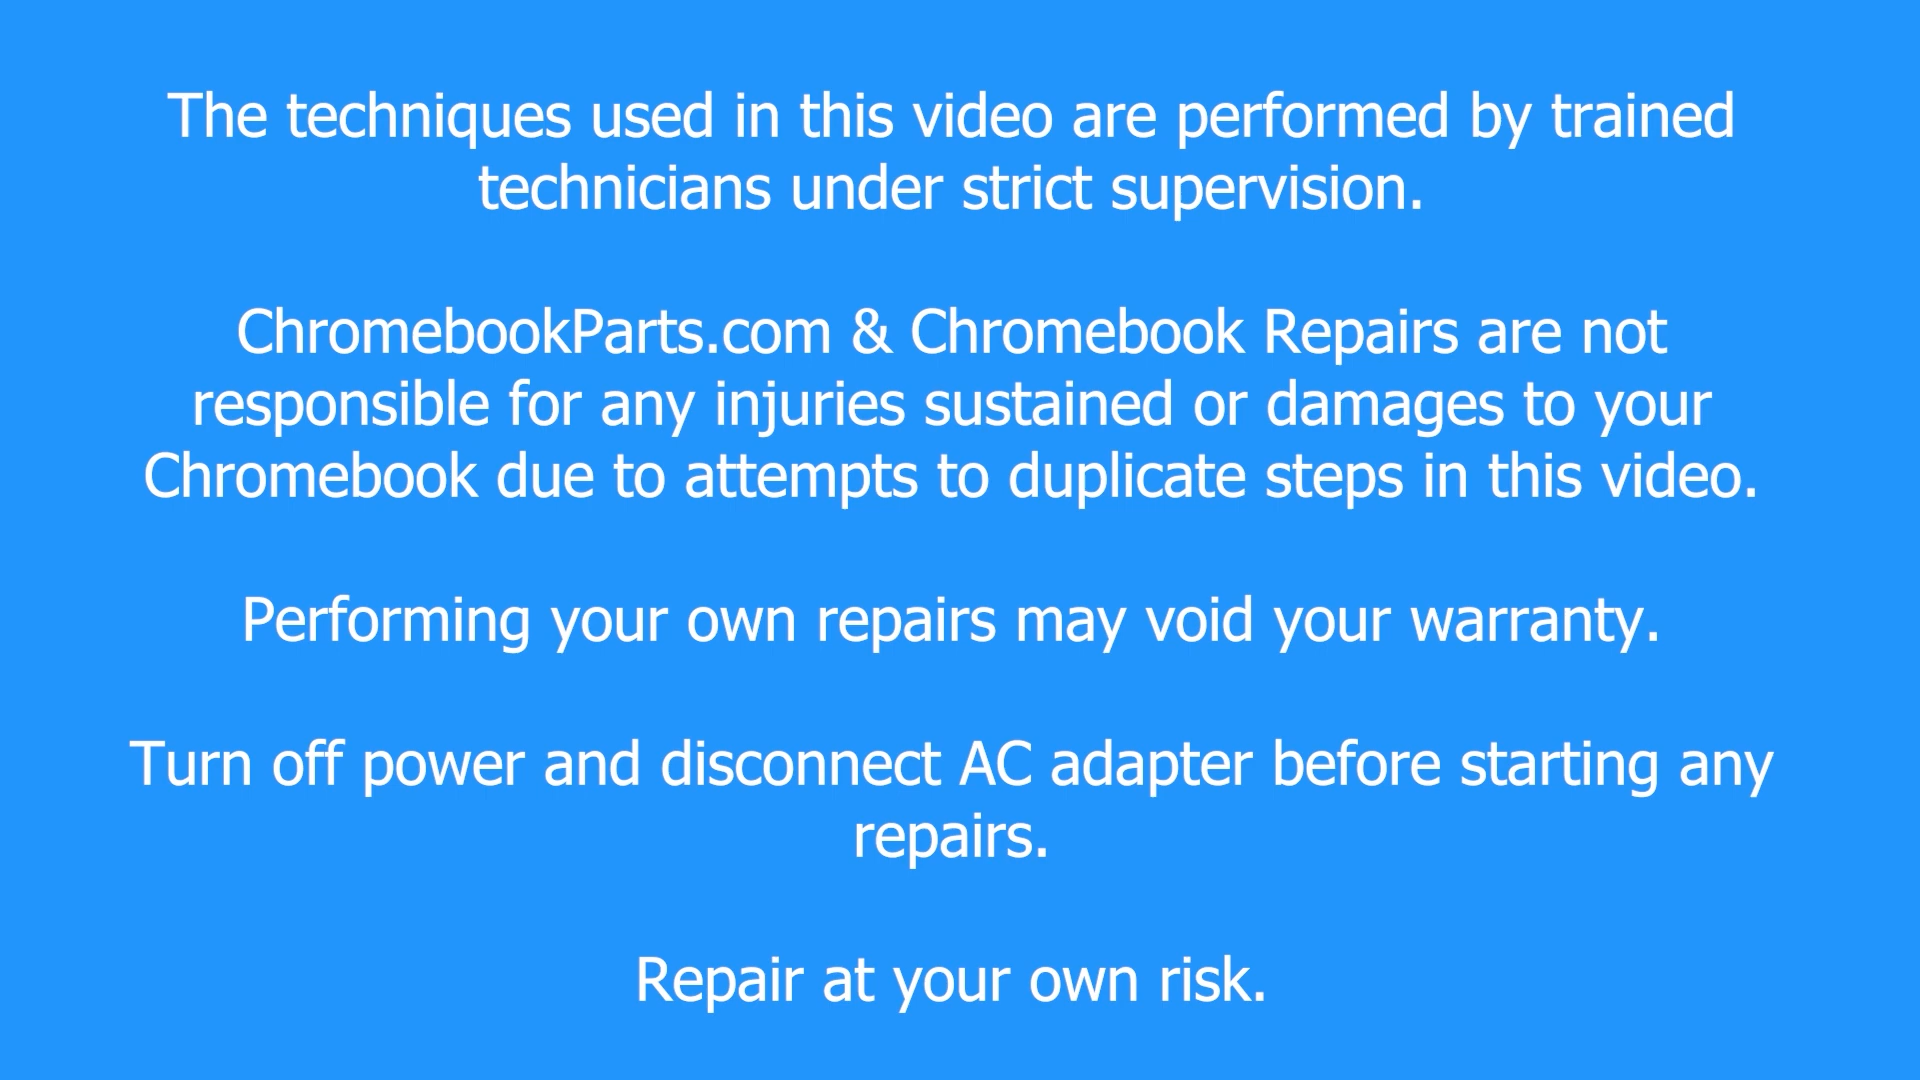 The techniques used in this video are performed by trained
technicians under strict supervision.
ChromebookParts.com & Chromebook Repairs are not
responsible for any injuries sustained or damages to your
Chromebook due to attempts to duplicate steps in this video.
Performing your own repairs may void your warranty.
Turn off power and disconnect AC adapter before starting any
repairs.
Repair at your own risk.